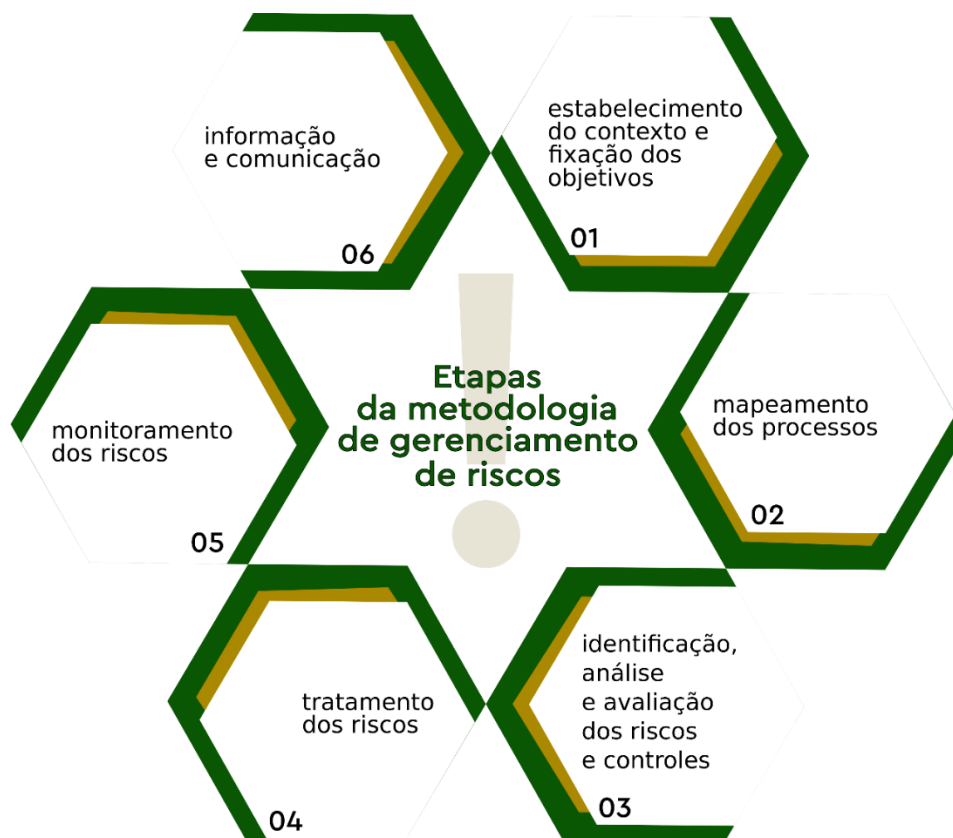 Etapas
da metodologia
de gerenciamento
de riscos
estabelecimento
do contexto e
fixação dos
objetivos
01
mapeamento
dos processos
02
identificação,
análise
e avaliação
dos riscos
e controles
03
tratamento
dos riscos
04
monitoramento
dos riscos
05
informação
e comunicação
06